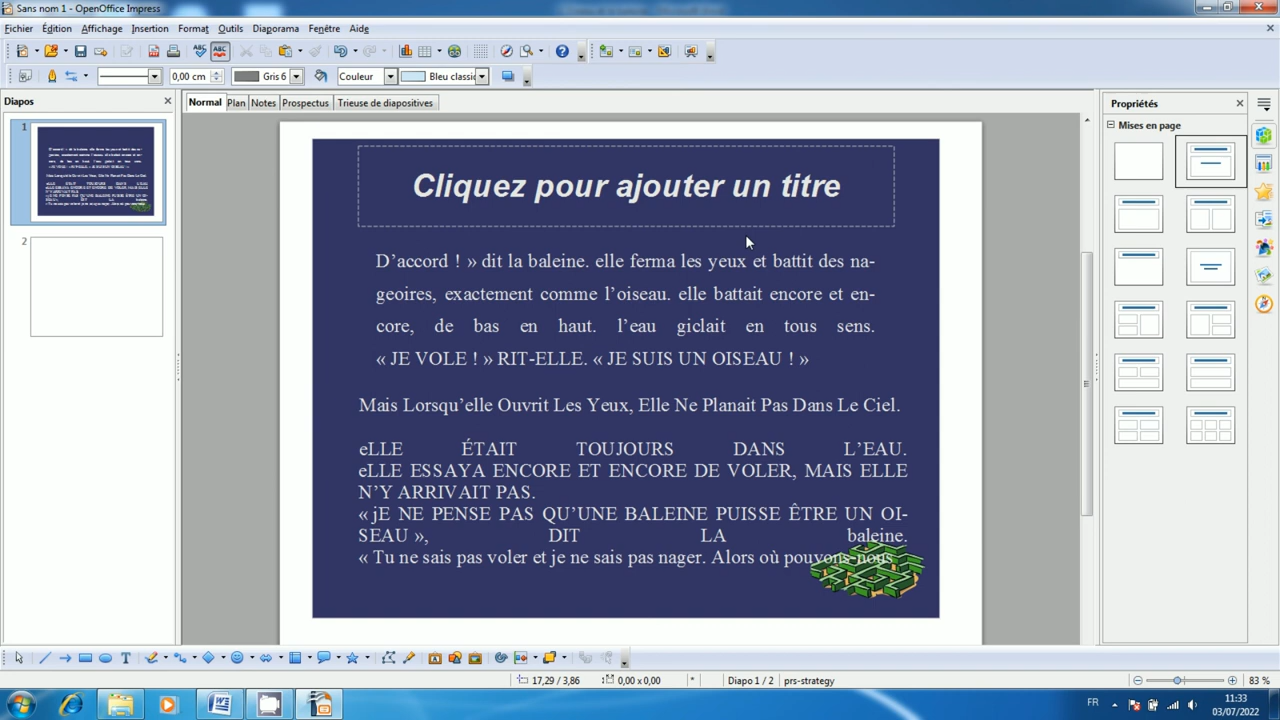 Sans nom 1 - OpenOffice Impress
Fichier Édition Affichage Insertion Format Outils Diaporama Fenêtre Aide
0,00 cm Gris 6 Couleur Bleu classic
Diapos
Normal Plan Notes Prospectus Trieuse de diapositives
Propriétés
Mises en page
1
2
Cliquez pour ajouter un titre
D’accord ! » dit la baleine. elle ferma les yeux et battit des na-
geoires, exactement comme l’oiseau. elle battait encore et en-
core, de bas en haut. l’eau giclait en tous sens.
« JE VOLE ! » RIT-ELLE. « JE SUIS UN OISEAU ! »
Mais Lorsqu’elle Ouvrit Les Yeux, Elle Ne Planait Pas Dans Le Ciel.
eLLE ÉTAIT TOUJOURS DANS L’EAU.
eLLE ESSAYA ENCORE ET ENCORE DE VOLER, MAIS ELLE
N’Y ARRIVAIT PAS.
« jE NE PENSE PAS QU’UNE BALEINE PUISSE ÊTRE UN OI-
SEAU », DIT LA baleine.
« Tu ne sais pas voler et je ne sais pas nager. Alors où pouvons-nous
17,29 / 3,86 0,00 x 0,00 * Diapo 1 / 2 prs-strategy 83 %
FR 11:33
03/07/2022